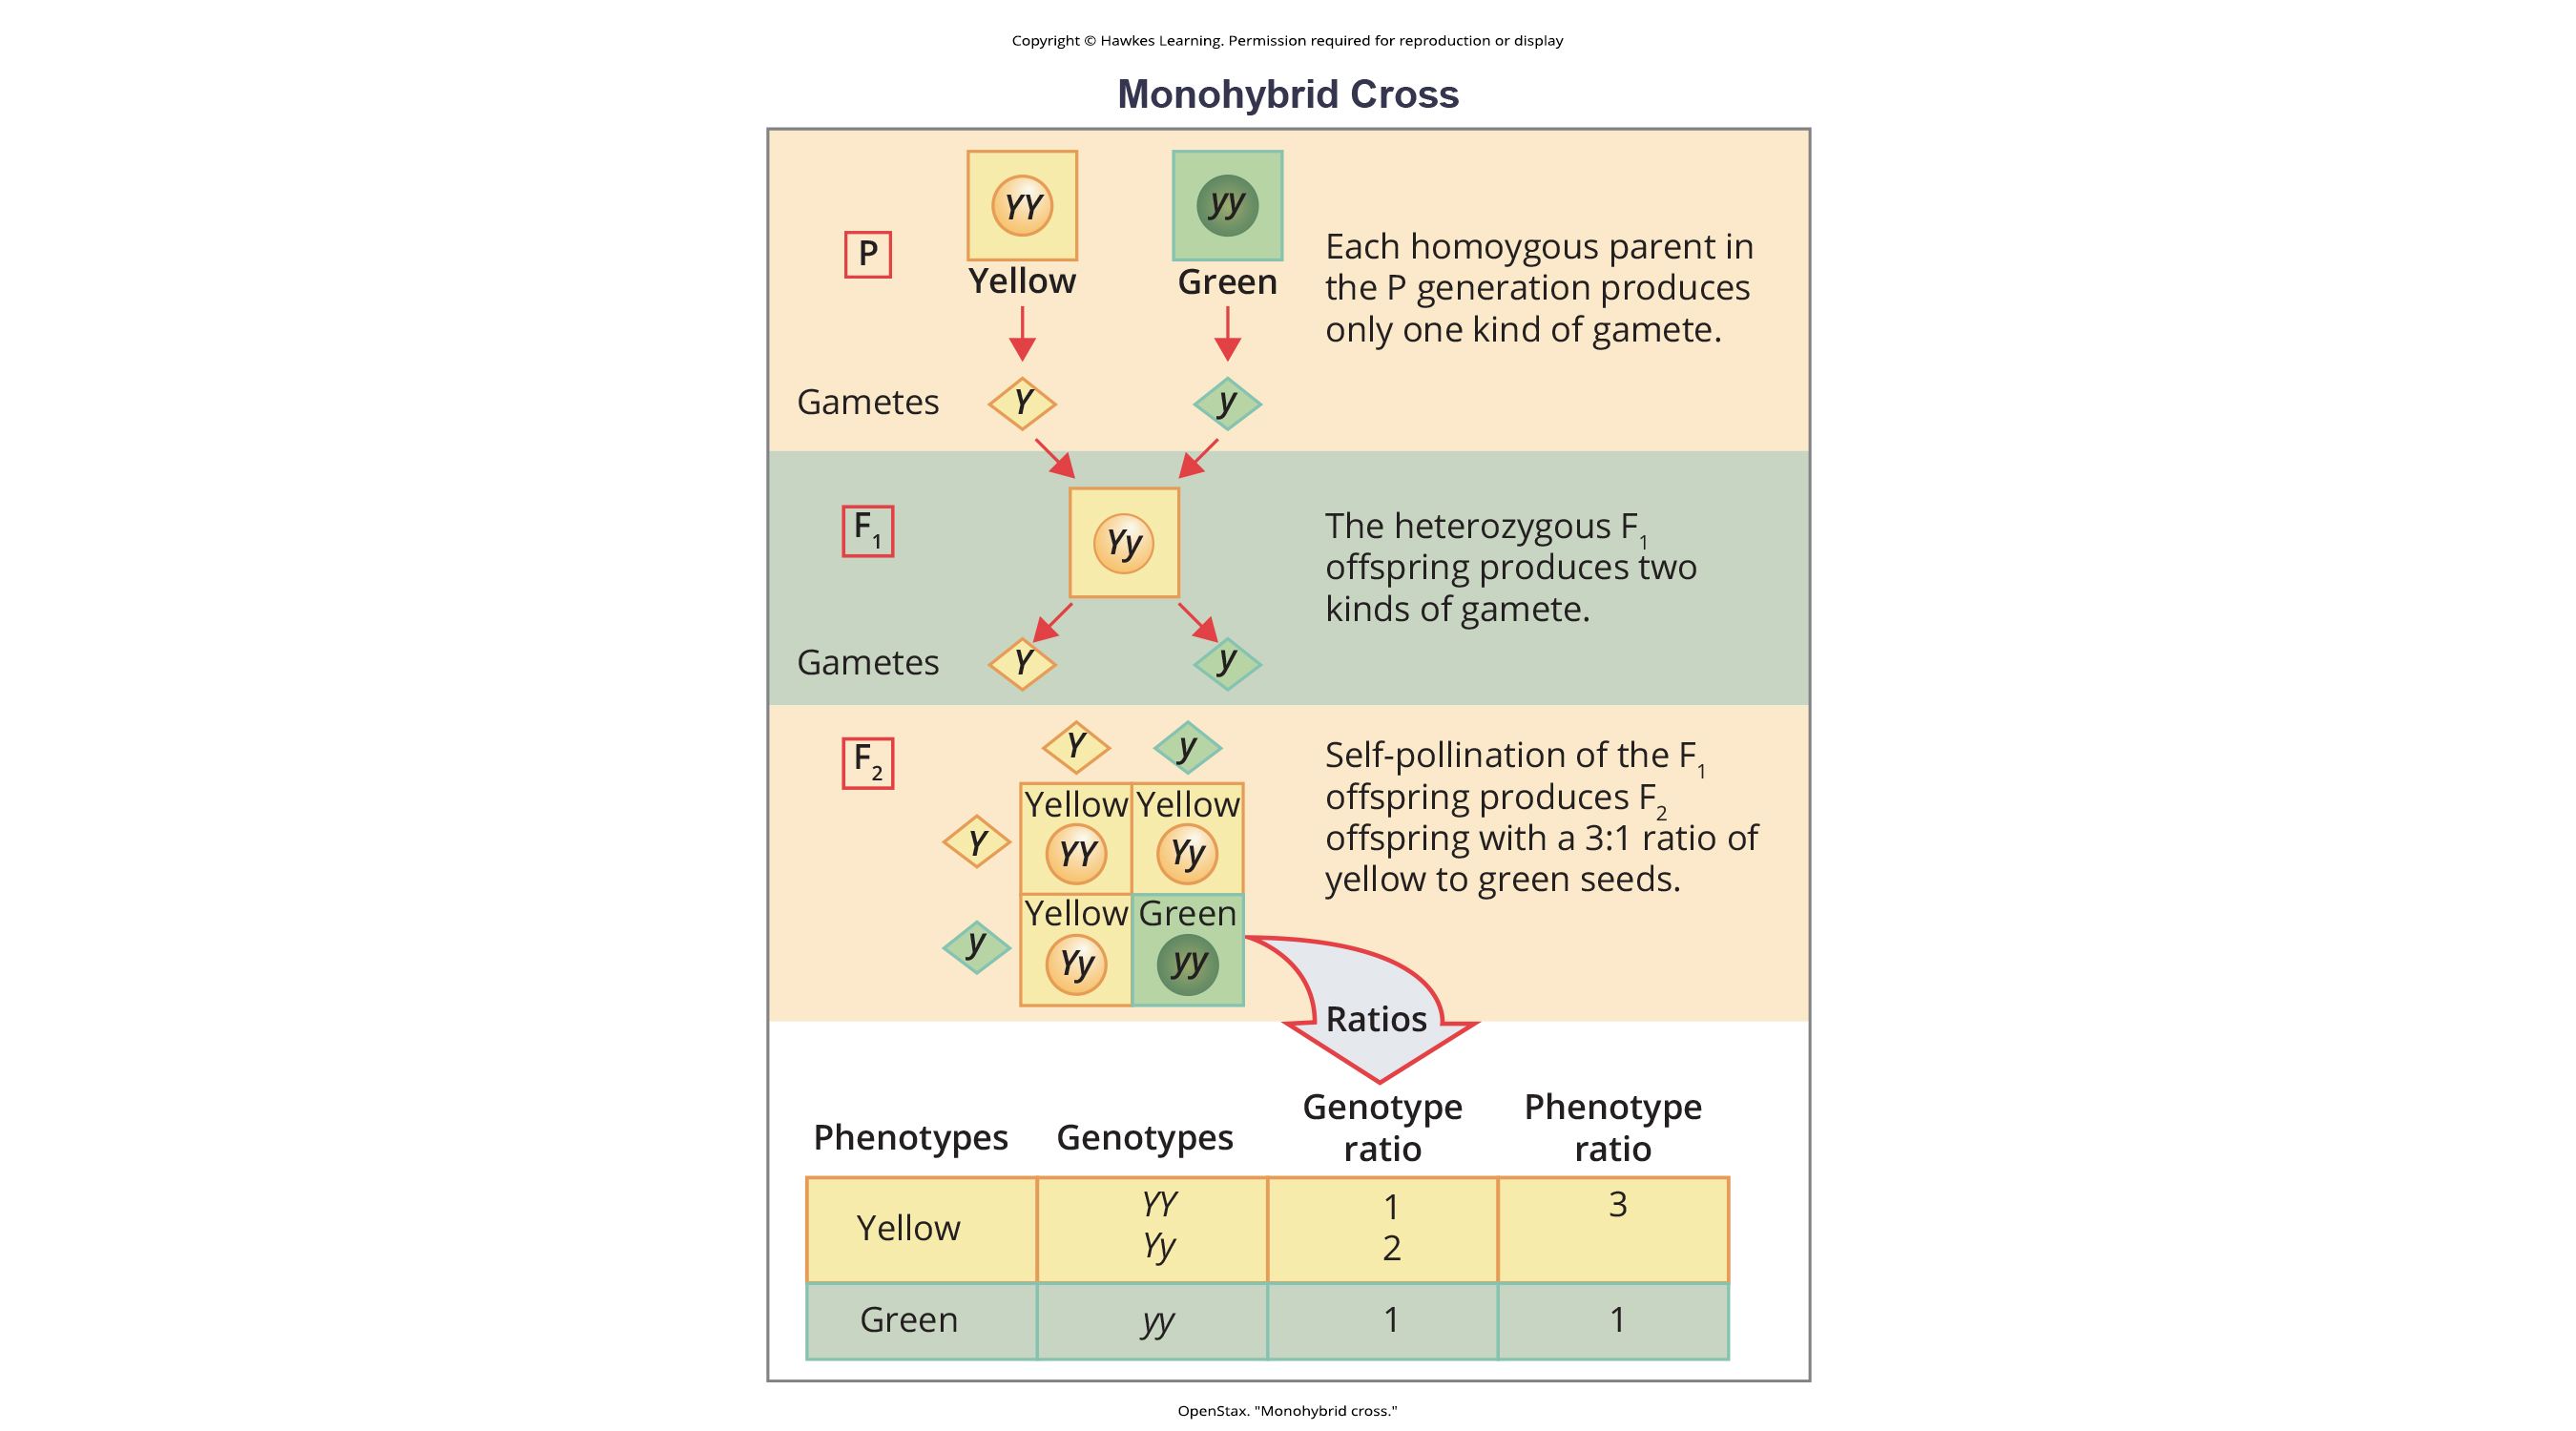 Copyright © Hawkes Learning. Permission required for reproduction or display
Monohybrid Cross
P
YY
yy
Yellow
Green
Each homoygous parent in
the P generation produces
only one kind of gamete.
Gametes
Y
y
F1
Yy
The heterozygous F1
offspring produces two
kinds of gamete.
Gametes
Y
y
F2
Y
y
Self-pollination of the F1
offspring produces F2
offspring with a 3:1 ratio of
yellow to green seeds.
Y
Yellow
YY
Yellow
Yy
y
Yellow
Yy
Green
yy
Ratios
Phenotypes
Genotypes
Genotype
ratio
Phenotype
ratio
Yellow
YY
Yy
1
2
3
Green
yy
1
1
OpenStax. "Monohybrid cross."